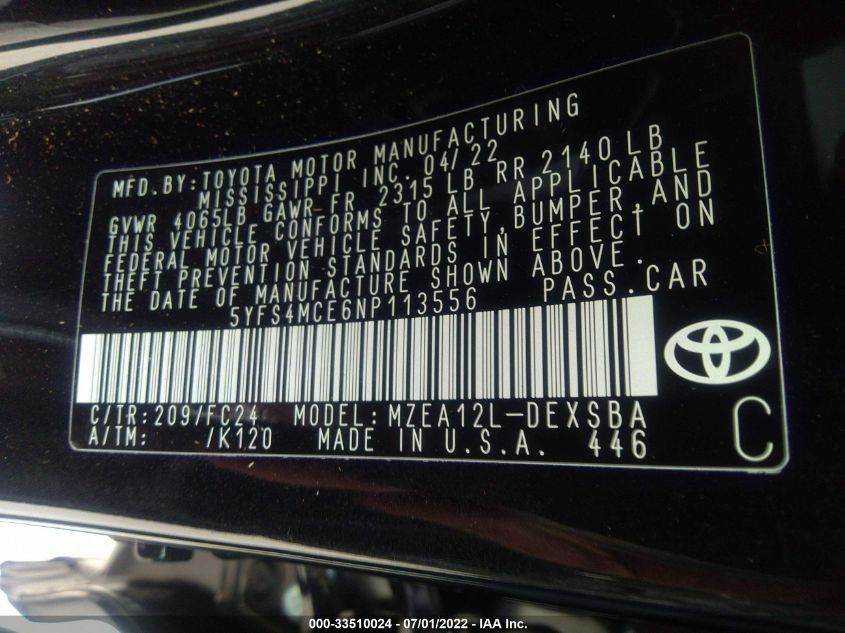 MFD.BY:TOYOTA MOTOR MANUFACTURING
MISSISSIPPI INC. 04/22
GVWR 4065LB GAWR FR 2315 LB RR 2140 LB
THIS VEHICLE CONFORMS TO ALL APPLICABLE
FEDERAL MOTOR VEHICLE SAFETY,BUMPER,AND
THEFT PREVENTION STANDARDS IN EFFECT ON
THE DATE OF MANUFACTURE SHOWN ABOVE.
5YFS4MCE6NP113556 PASS.CAR
C/TR:209/FC24 MODEL:MZEA12L-DEXSBA
A/TM: /K120 MADE IN U.S.A. 446
C
000-33510024 - 07/01/2022 - IAA Inc.